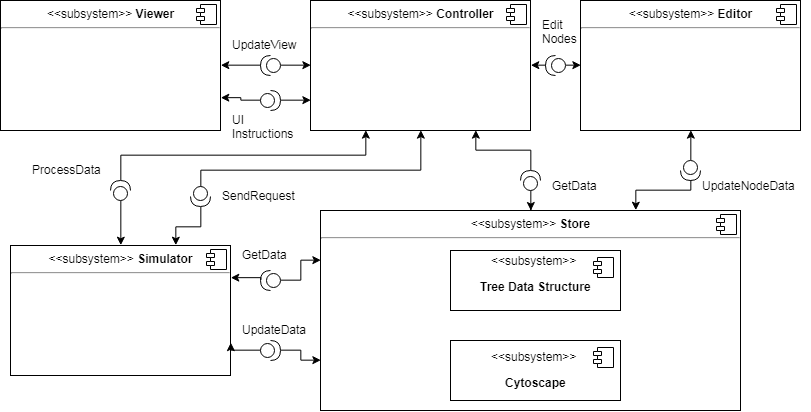 <<subsystem>> Viewer
<<subsystem>> Controller
<<subsystem>> Editor
UpdateView
Edit
Nodes
UI
Instructions
ProcessData
SendRequest
GetData
UpdateNodeData
<<subsystem>> Store
<<subsystem>> Simulator
GetData
<<subsystem>>
Tree Data Structure
UpdateData
<<subsystem>>
Cytoscape